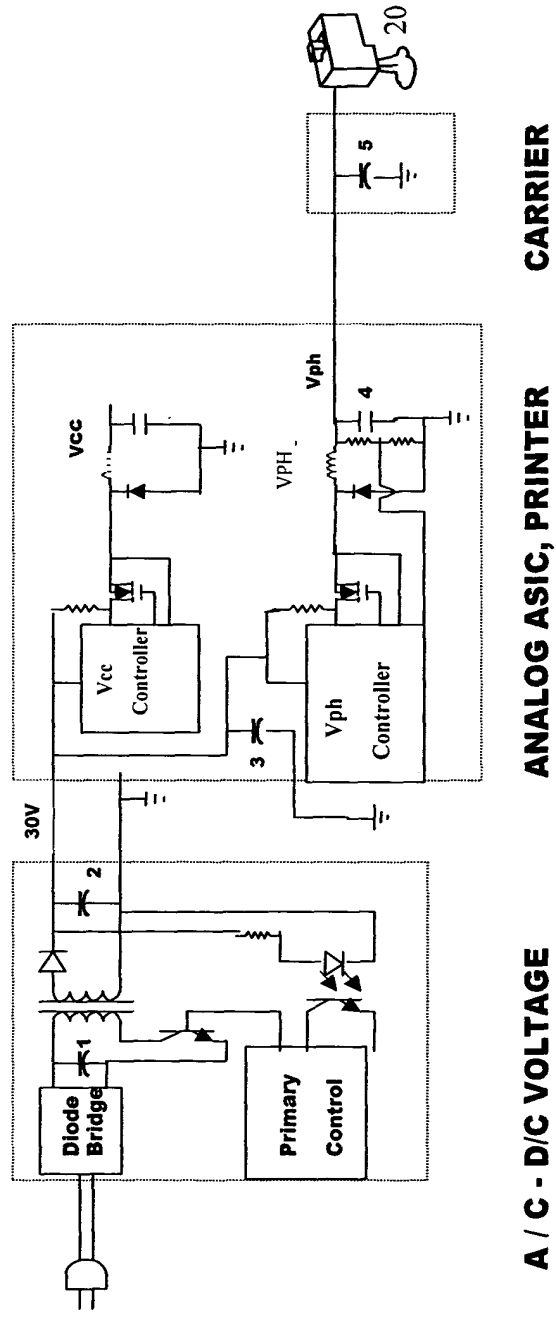 Diode
Bridge
1
2
Primary
Control
30V
3
Vcc
Controller
Vcc
Vph
Controller
VPH_
Vph
4
5
20
A / C - D/C VOLTAGE
ANALOG ASIC, PRINTER
CARRIER